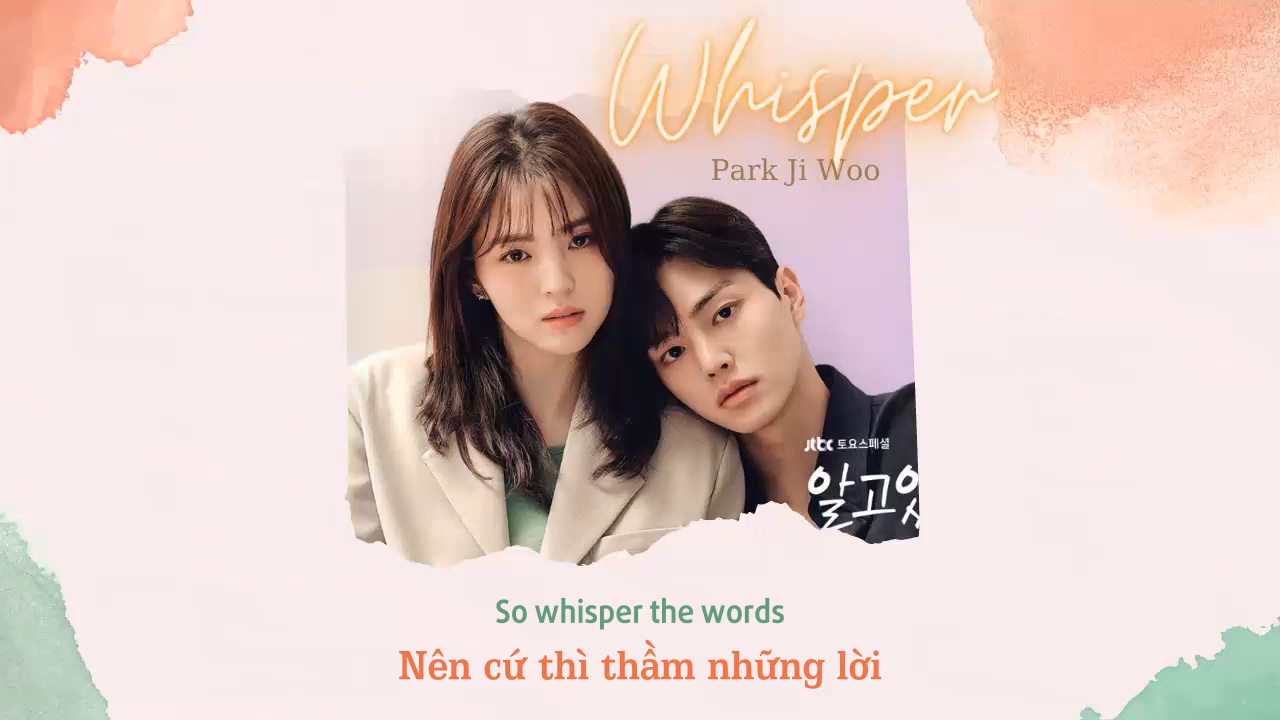 Whisper
Park Ji Woo
jtbc 토요스페셜
알고있
So whisper the words
Nên cứ thì thầm những lời